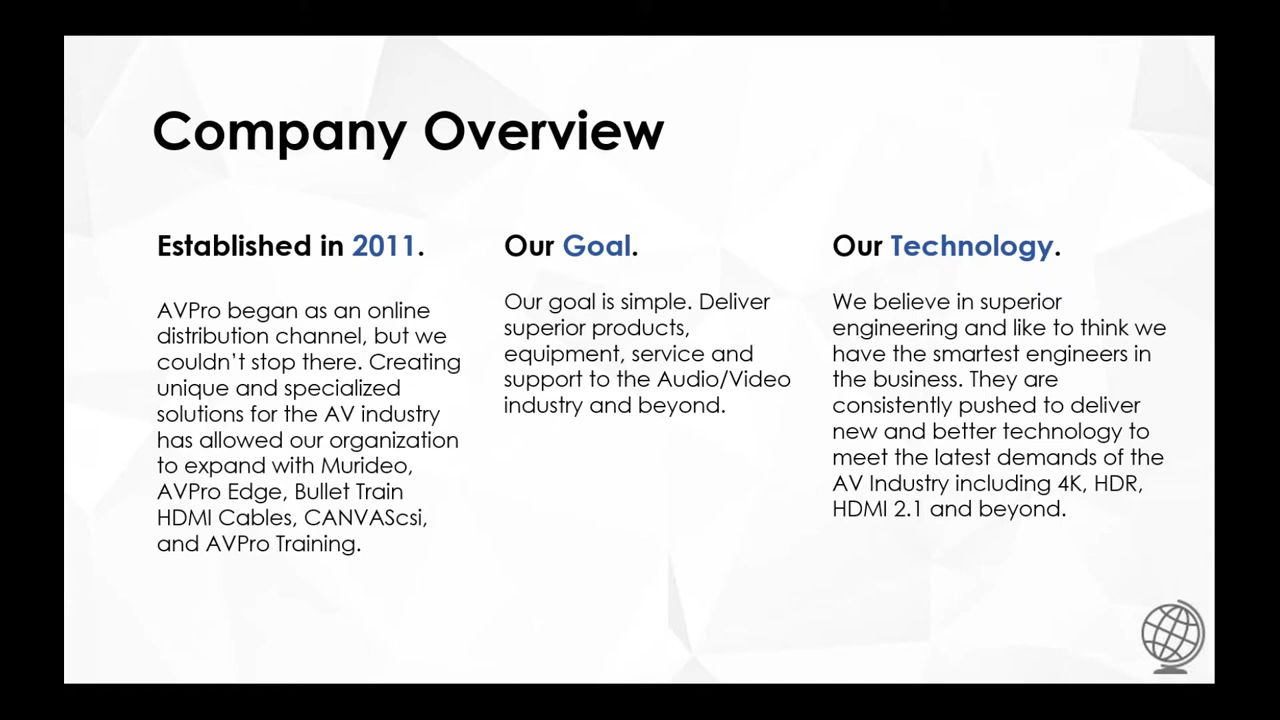 Company Overview
Established in 2011.
AVPro began as an online
distribution channel, but we
couldn’t stop there. Creating
unique and specialized
solutions for the AV industry
has allowed our organization
to expand with Murideo,
AVPro Edge, Bullet Train
HDMI Cables, CANVAScsi,
and AVPro Training.
Our Goal.
Our goal is simple. Deliver
superior products,
equipment, service and
support to the Audio/Video
industry and beyond.
Our Technology.
We believe in superior
engineering and like to think we
have the smartest engineers in
the business. They are
consistently pushed to deliver
new and better technology to
meet the latest demands of the
AV Industry including 4K, HDR,
HDMI 2.1 and beyond.